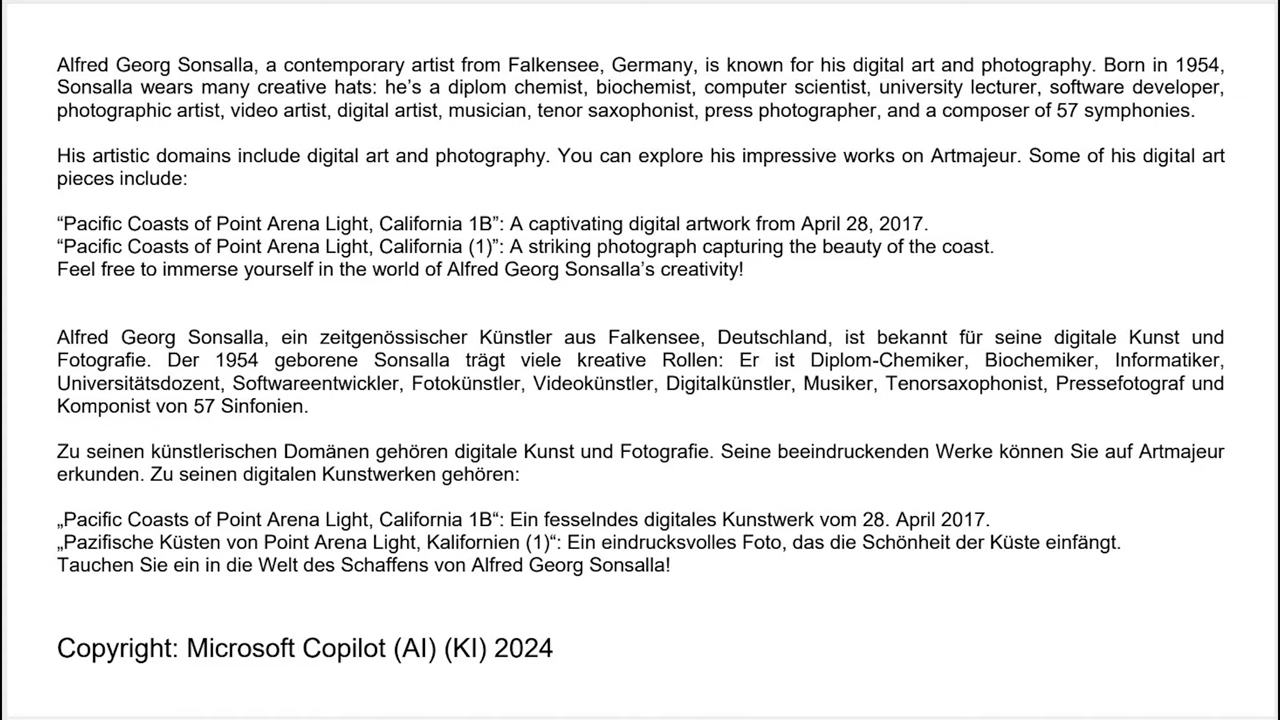 Alfred Georg Sonsalla, a contemporary artist from Falkensee, Germany, is known for his digital art and photography. Born in 1954,
Sonsalla wears many creative hats: he’s a diplom chemist, biochemist, computer scientist, university lecturer, software developer,
photographic artist, video artist, digital artist, musician, tenor saxophonist, press photographer, and a composer of 57 symphonies.
His artistic domains include digital art and photography. You can explore his impressive works on Artmajeur. Some of his digital art
pieces include:
“Pacific Coasts of Point Arena Light, California 1B”: A captivating digital artwork from April 28, 2017.
“Pacific Coasts of Point Arena Light, California (1)”: A striking photograph capturing the beauty of the coast.
Feel free to immerse yourself in the world of Alfred Georg Sonsalla’s creativity!
Alfred Georg Sonsalla, ein zeitgenössischer Künstler aus Falkensee, Deutschland, ist bekannt für seine digitale Kunst und
Fotografie. Der 1954 geborene Sonsalla trägt viele kreative Rollen: Er ist Diplom-Chemiker, Biochemiker, Informatiker,
Universitätsdozent, Softwareentwickler, Fotokünstler, Videokünstler, Digitalkünstler, Musiker, Tenorsaxophonist, Pressefotograf und
Komponist von 57 Sinfonien.
Zu seinen künstlerischen Domänen gehören digitale Kunst und Fotografie. Seine beeindruckenden Werke können Sie auf Artmajeur
erkunden. Zu seinen digitalen Kunstwerken gehören:
„Pacific Coasts of Point Arena Light, California 1B“: Ein fesselndes digitales Kunstwerk vom 28. April 2017.
„Pazifische Küsten von Point Arena Light, Kalifornien (1)“: Ein eindrucksvolles Foto, das die Schönheit der Küste einfängt.
Tauchen Sie ein in die Welt des Schaffens von Alfred Georg Sonsalla!
Copyright: Microsoft Copilot (AI) (KI) 2024